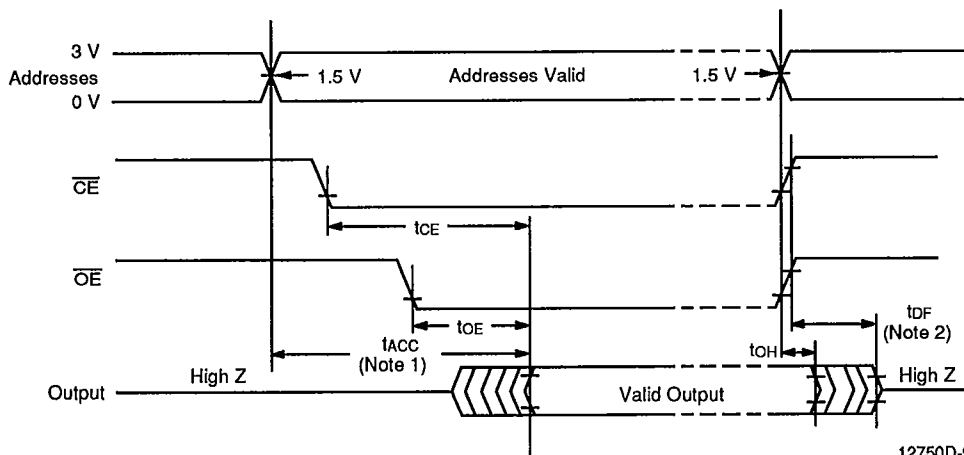 3 V
Addresses
0 V
1.5 V
Addresses Valid
1.5 V
CE
tCE
OE
tOE
tACC
(Note 1)
tDF
(Note 2)
tOH
Output
High Z
Valid Output
High Z